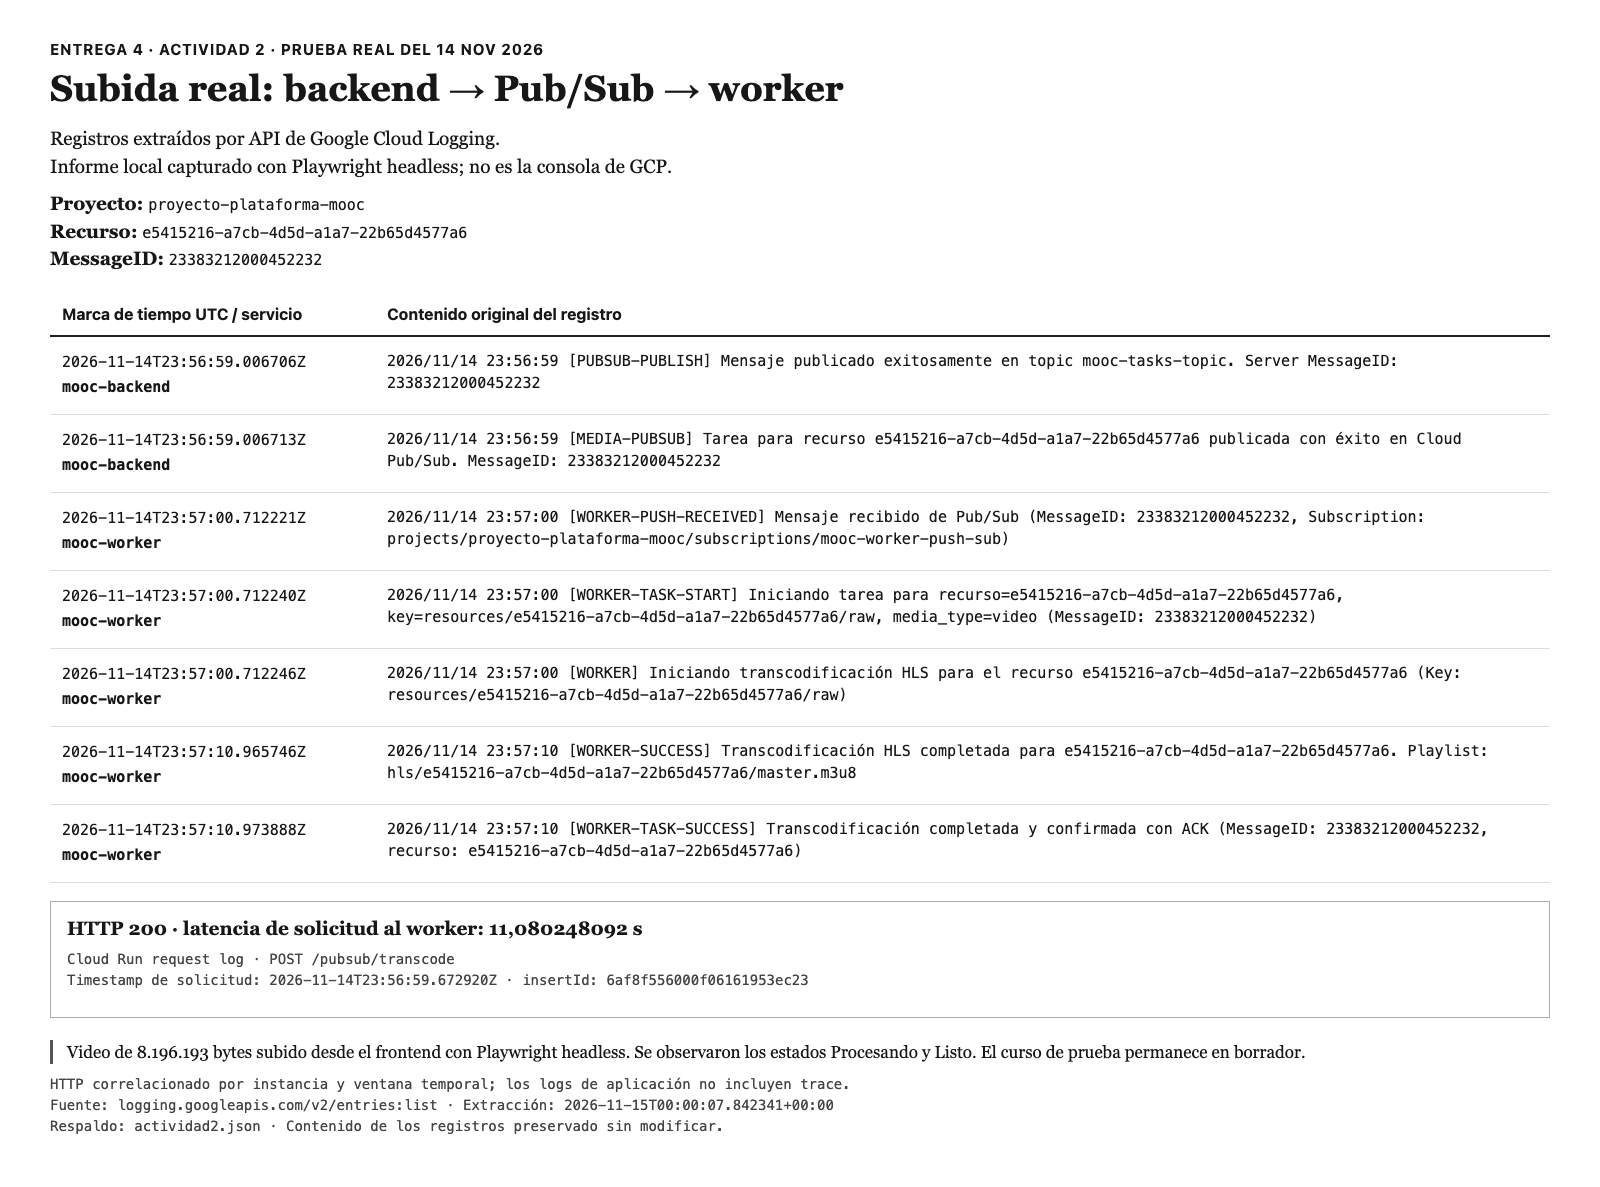 ENTREGA 4 · ACTIVIDAD 2 · PRUEBA REAL DEL 14 NOV 2026
Subida real: backend → Pub/Sub → worker
Registros extraídos por API de Google Cloud Logging.
Informe local capturado con Playwright headless; no es la consola de GCP.
Proyecto: proyecto-plataforma-mooc
Recurso: e5415216-a7cb-4d5d-a1a7-22b65d4577a6
MessageID: 23383212000452232
Marca de tiempo UTC / servicio
Contenido original del registro
2026-11-14T23:56:59.006706Z
mooc-backend
2026/11/14 23:56:59 [PUBSUB-PUBLISH] Mensaje publicado exitosamente en topic mooc-tasks-topic. Server MessageID:
23383212000452232
2026-11-14T23:56:59.006713Z
mooc-backend
2026/11/14 23:56:59 [MEDIA-PUBSUB] Tarea para recurso e5415216-a7cb-4d5d-a1a7-22b65d4577a6 publicada con éxito en Cloud
Pub/Sub. MessageID: 23383212000452232
2026-11-14T23:57:00.712221Z
mooc-worker
2026/11/14 23:57:00 [WORKER-PUSH-RECEIVED] Mensaje recibido de Pub/Sub (MessageID: 23383212000452232, Subscription:
projects/proyecto-plataforma-mooc/subscriptions/mooc-worker-push-sub)
2026-11-14T23:57:00.712240Z
mooc-worker
2026/11/14 23:57:00 [WORKER-TASK-START] Iniciando tarea para recurso=e5415216-a7cb-4d5d-a1a7-22b65d4577a6,
key=resources/e5415216-a7cb-4d5d-a1a7-22b65d4577a6/raw, media_type=video (MessageID: 23383212000452232)
2026-11-14T23:57:00.712246Z
mooc-worker
2026/11/14 23:57:00 [WORKER] Iniciando transcodificación HLS para el recurso e5415216-a7cb-4d5d-a1a7-22b65d4577a6 (Key:
resources/e5415216-a7cb-4d5d-a1a7-22b65d4577a6/raw)
2026-11-14T23:57:10.965746Z
mooc-worker
2026/11/14 23:57:10 [WORKER-SUCCESS] Transcodificación HLS completada para e5415216-a7cb-4d5d-a1a7-22b65d4577a6. Playlist:
hls/e5415216-a7cb-4d5d-a1a7-22b65d4577a6/master.m3u8
2026-11-14T23:57:10.973888Z
mooc-worker
2026/11/14 23:57:10 [WORKER-TASK-SUCCESS] Transcodificación completada y confirmada con ACK (MessageID: 23383212000452232,
recurso: e5415216-a7cb-4d5d-a1a7-22b65d4577a6)
HTTP 200 · latencia de solicitud al worker: 11,080248092 s
Cloud Run request log · POST /pubsub/transcode
Timestamp de solicitud: 2026-11-14T23:56:59.672920Z · insertId: 6af8f556000f06161953ec23
Video de 8.196.193 bytes subido desde el frontend con Playwright headless. Se observaron los estados Procesando y Listo. El curso de prueba permanece en borrador.
HTTP correlacionado por instancia y ventana temporal; los logs de aplicación no incluyen trace.
Fuente: logging.googleapis.com/v2/entries:list · Extracción: 2026-11-15T00:00:07.842341+00:00
Respaldo: actividad2.json · Contenido de los registros preservado sin modificar.